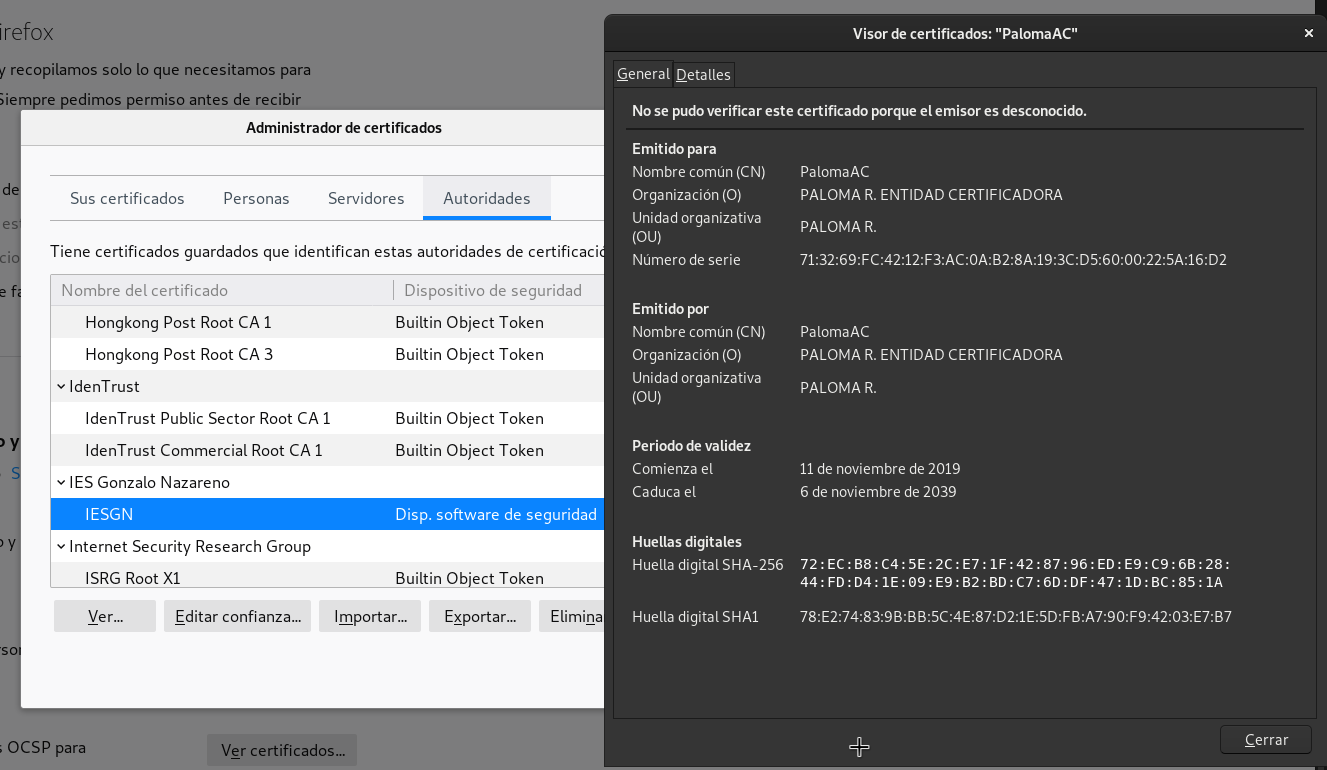 irefox
y recopilamos solo lo que necesitamos para
Siempre pedimos permiso antes de recibir
de
est
cio
e fa
o y
S
o y
rson
s OCSP para
Ver certificados...
Administrador de certificados
Sus certificados
Personas
Servidores
Autoridades
Tiene certificados guardados que identifican estas autoridades de certificació
Nombre del certificado
Dispositivo de seguridad
Hongkong Post Root CA 1
Builtin Object Token
Hongkong Post Root CA 3
Builtin Object Token
IdenTrust
IdenTrust Public Sector Root CA 1
Builtin Object Token
IdenTrust Commercial Root CA 1
Builtin Object Token
IES Gonzalo Nazareno
IESGN
Disp. software de seguridad
Internet Security Research Group
ISRG Root X1
Builtin Object Token
Ver...
Editar confianza...
Importar...
Exportar...
Elimina
Visor de certificados: "PalomaAC"
×
General
Detalles
No se pudo verificar este certificado porque el emisor es desconocido.
Emitido para
Nombre común (CN)
PalomaAC
Organización (O)
PALOMA R. ENTIDAD CERTIFICADORA
Unidad organizativa
(OU)
PALOMA R.
Número de serie
71:32:69:FC:42:12:F3:AC:0A:B2:8A:19:3C:D5:60:00:22:5A:16:D2
Emitido por
Nombre común (CN)
PalomaAC
Organización (O)
PALOMA R. ENTIDAD CERTIFICADORA
Unidad organizativa
(OU)
PALOMA R.
Periodo de validez
Comienza el
11 de noviembre de 2019
Caduca el
6 de noviembre de 2039
Huellas digitales
Huella digital SHA-256
72:EC:B8:C4:5E:2C:E7:1F:42:87:96:ED:E9:C9:6B:28:
44:FD:D4:1E:09:E9:B2:BD:C7:6D:DF:47:1D:BC:85:1A
Huella digital SHA1
78:E2:74:83:9B:BB:5C:4E:87:D2:1E:5D:FB:A7:90:F9:42:03:E7:B7
Cerrar